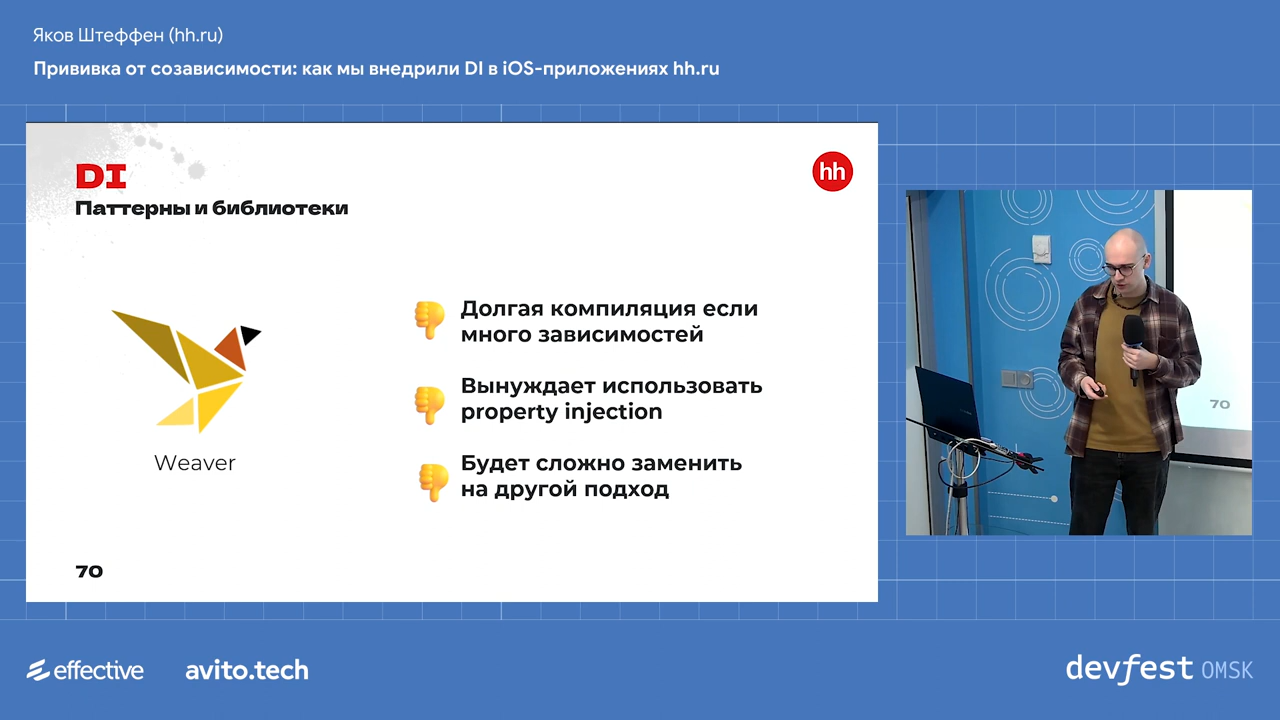 Яков Штеффен (hh.ru)
Прививка от созависимости: как мы внедрили DI в iOS-приложениях hh.ru
DI
Паттерны и библиотеки
hh
Weaver
Долгая компиляция если
много зависимостей
Вынуждает использовать
property injection
Будет сложно заменить
на другой подход
70
70
effective
avito.tech
devfest OMSK